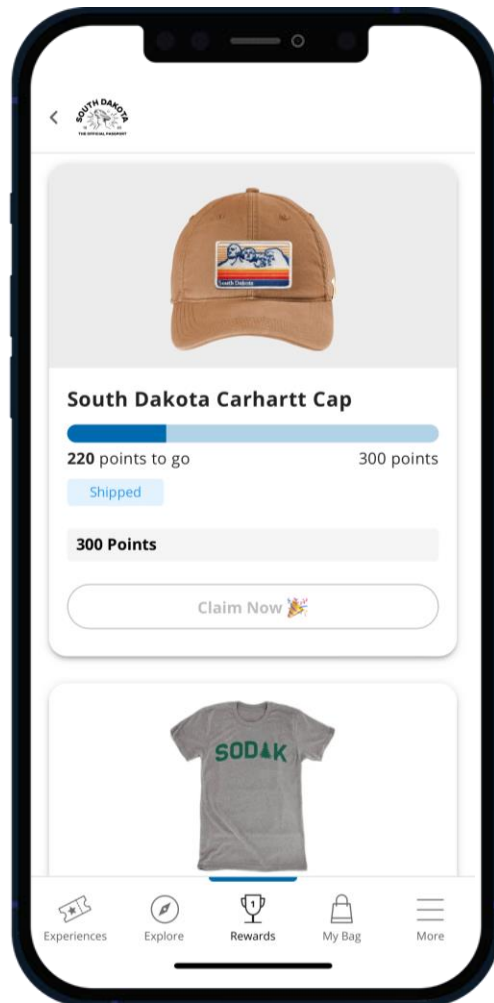 SOUTH DAKOTA
THE OFFICIAL PASSPORT
South Dakota
South Dakota Carhartt Cap
220 points to go
300 points
Shipped
300 Points
Claim Now 🎉
SODAK
1
Experiences
Explore
Rewards
My Bag
More